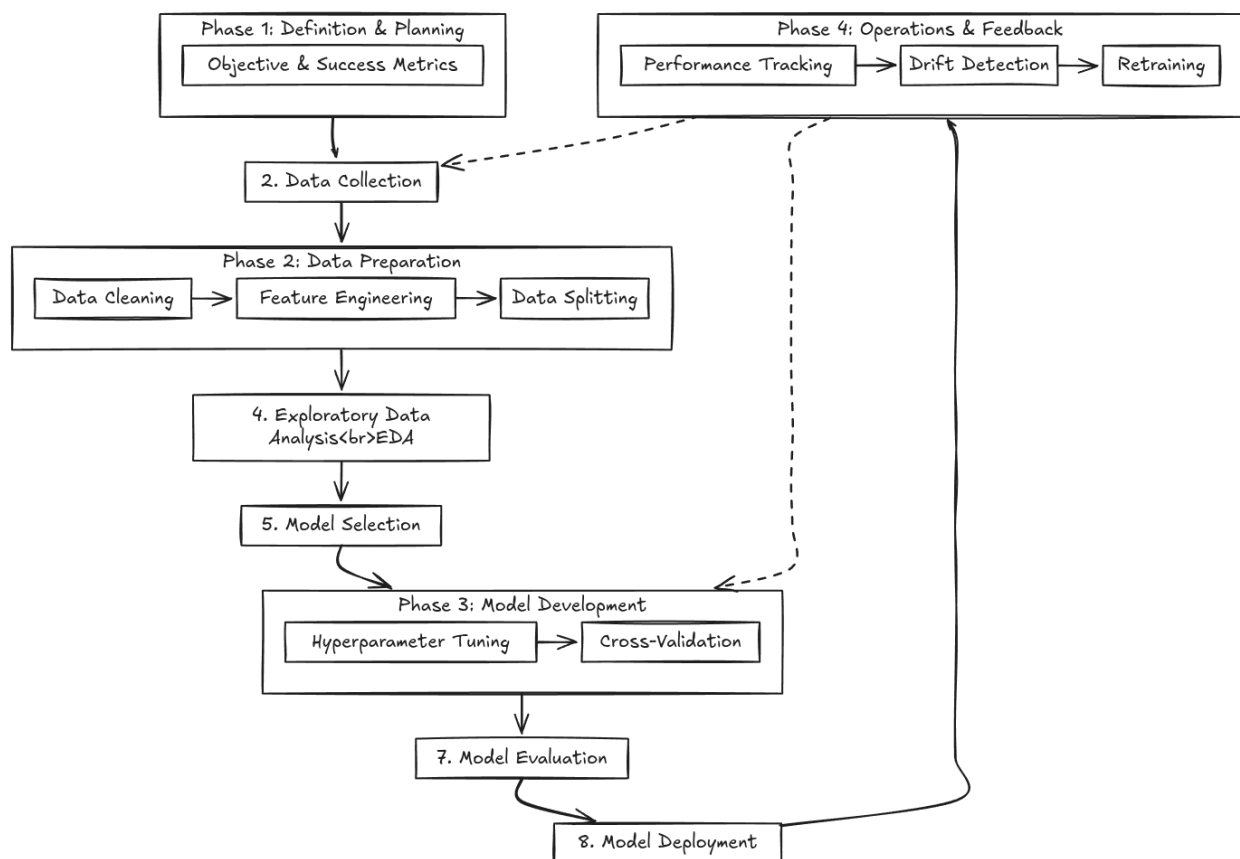 Phase 1: Definition & Planning
Objective & Success Metrics
Phase 4: Operations & Feedback
Performance Tracking
Drift Detection
Retraining
2. Data Collection
Phase 2: Data Preparation
Data Cleaning
Feature Engineering
Data Splitting
4. Exploratory Data
Analysis<br>EDA
5. Model Selection
Phase 3: Model Development
Hyperparameter Tuning
Cross-Validation
7. Model Evaluation
8. Model Deployment